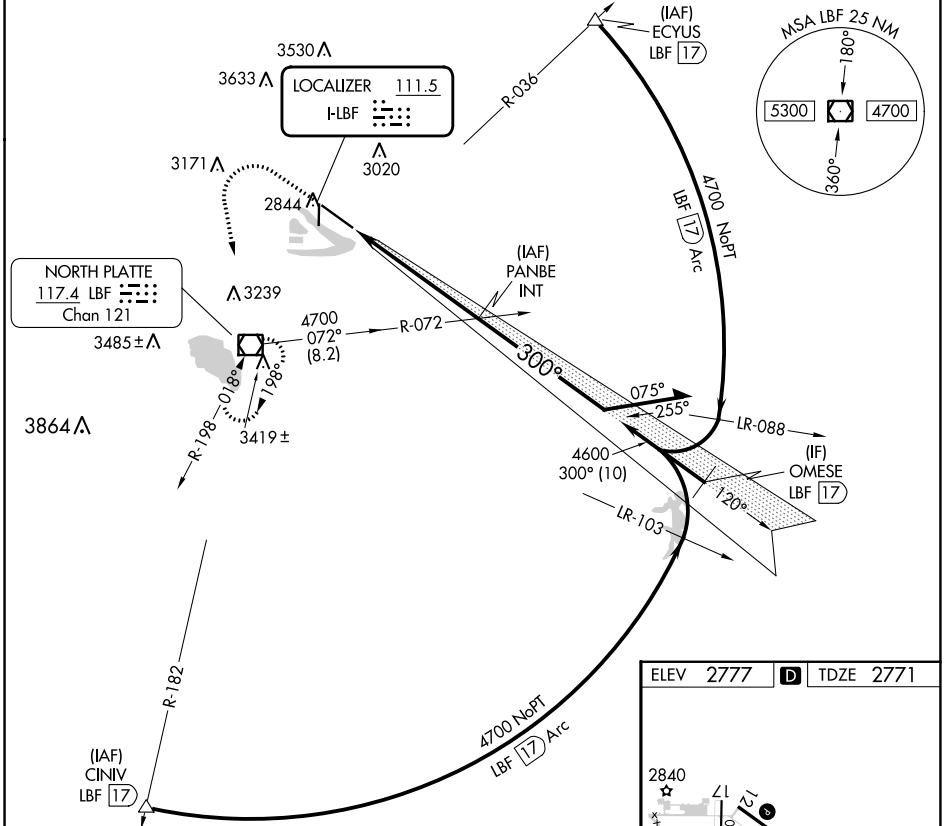 (IAF)
ECYUS
LBF 17
MSA LBF 25 NM
180°
5300
4700
360°
3530
3633
LOCALIZER 111.5
I-LBF
R-036
3020
3171
2844
4700 NoPT
LBF 17 Arc
(IAF)
PANBE
INT
NORTH PLATTE
117.4 LBF
Chan 121
3239
4700
072°
(8.2)
R-072
3485±
300°
075°
255°
LR-088
018°
198°
R-198
3419±
3864
4600
300° (10)
(IF)
OMESE
LBF 17
120°
LR-103
R-182
4700 NoPT
LBF 17 Arc
(IAF)
CINIV
LBF 17
ELEV 2777 D TDZE 2771
2840
17
12
P